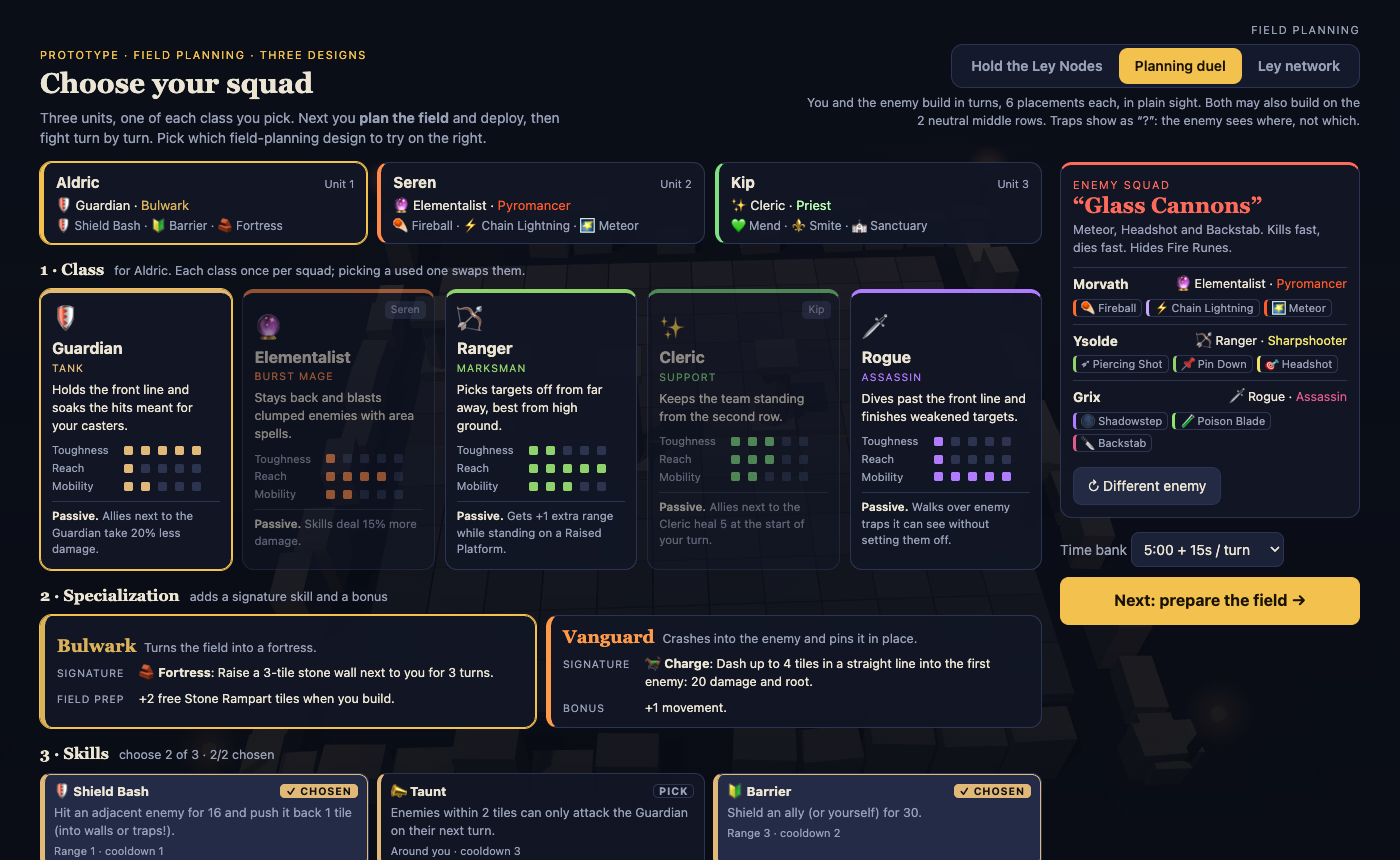 FIELD PLANNING
PROTOTYPE · FIELD PLANNING · THREE DESIGNS
Choose your squad
Three units, one of each class you pick. Next you plan the field and deploy, then
fight turn by turn. Pick which field-planning design to try on the right.
Hold the Ley Nodes
Planning duel
Ley network
You and the enemy build in turns, 6 placements each, in plain sight. Both may also build on the
2 neutral middle rows. Traps show as “?”: the enemy sees where, not which.
Aldric
Unit 1
Guardian · Bulwark
Shield Bash · Barrier · Fortress
Seren
Unit 2
Elementalist · Pyromancer
Fireball · Chain Lightning · Meteor
Kip
Unit 3
Cleric · Priest
Mend · Smite · Sanctuary
1 · Class for Aldric. Each class once per squad; picking a used one swaps them.
Guardian
TANK
Holds the front line and
soaks the hits meant for
your casters.
Toughness
Reach
Mobility
Passive. Allies next to the
Guardian take 20% less
damage.
Seren
Elementalist
BURST MAGE
Stays back and blasts
clumped enemies with area
spells.
Toughness
Reach
Mobility
Passive. Skills deal 15% more
damage.
Ranger
MARKSMAN
Picks targets off from far
away, best from high
ground.
Toughness
Reach
Mobility
Passive. Gets +1 extra range
while standing on a Raised
Platform.
Kip
Cleric
SUPPORT
Keeps the team standing
from the second row.
Toughness
Reach
Mobility
Passive. Allies next to the
Cleric heal 5 at the start of
your turn.
Rogue
ASSASSIN
Dives past the front line and
finishes weakened targets.
Toughness
Reach
Mobility
Passive. Walks over enemy
traps it can see without
setting them off.
2 · Specialization adds a signature skill and a bonus
Bulwark Turns the field into a fortress.
SIGNATURE Fortress: Raise a 3-tile stone wall next to you for 3 turns.
FIELD PREP +2 free Stone Rampart tiles when you build.
Vanguard Crashes into the enemy and pins it in place.
SIGNATURE Charge: Dash up to 4 tiles in a straight line into the first
enemy: 20 damage and root.
BONUS +1 movement.
3 · Skills choose 2 of 3 · 2/2 chosen
Shield Bash
✓ CHOSEN
Hit an adjacent enemy for 16 and push it back 1 tile
(into walls or traps!).
Range 1 · cooldown 1
Taunt
PICK
Enemies within 2 tiles can only attack the Guardian
on their next turn.
Around you · cooldown 3
Barrier
✓ CHOSEN
Shield an ally (or yourself) for 30.
Range 3 · cooldown 2
ENEMY SQUAD
“Glass Cannons”
Meteor, Headshot and Backstab. Kills fast,
dies fast. Hides Fire Runes.
Morvath
Elementalist · Pyromancer
Fireball
Chain Lightning
Meteor
Ysolde
Ranger · Sharpshooter
Piercing Shot
Pin Down
Headshot
Grix
Rogue · Assassin
Shadowstep
Poison Blade
Backstab
↻ Different enemy
Time bank
5:00 + 15s / turn
Next: prepare the field →